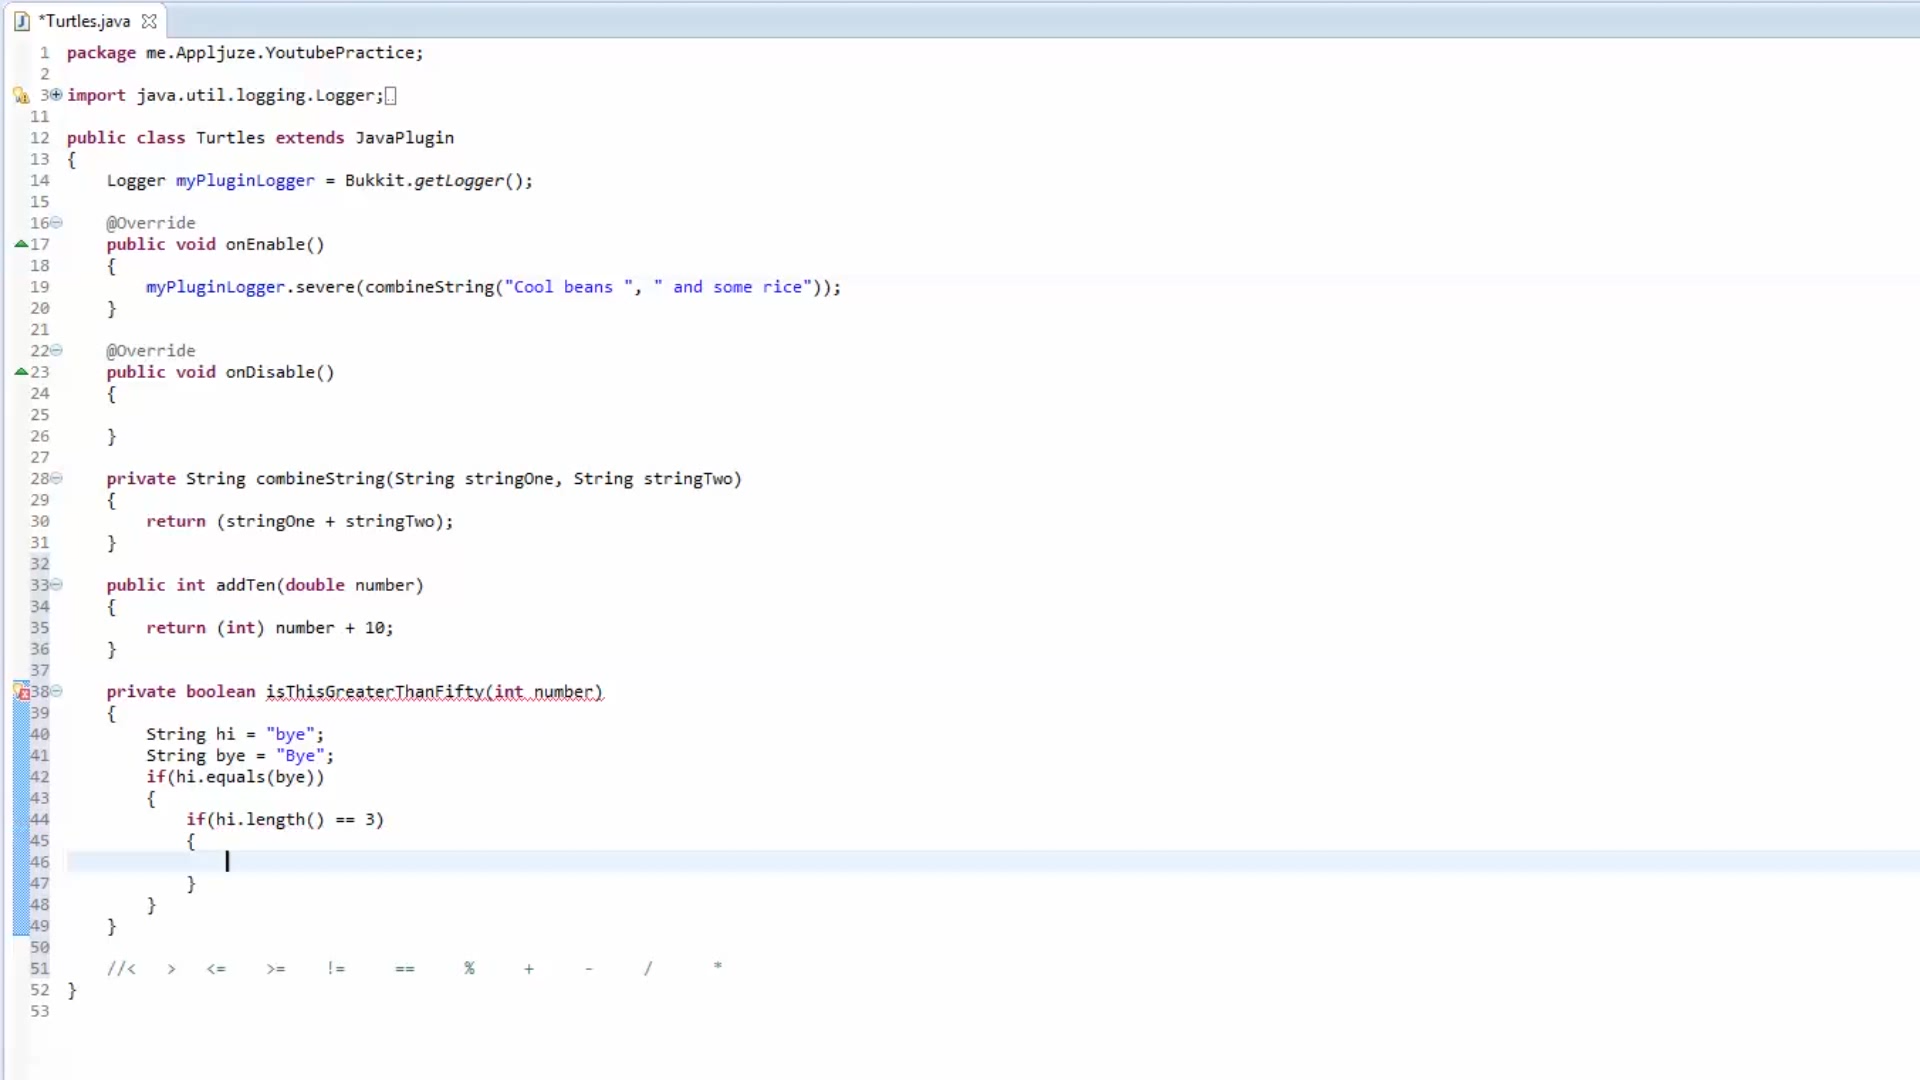 *Turtles.java
1 package me.Appljuze.YoutubePractice;
2
3 import java.util.logging.Logger;
11
12 public class Turtles extends JavaPlugin
13 {
14 Logger myPluginLogger = Bukkit.getLogger();
15
16 @Override
17 public void onEnable()
18 {
19 myPluginLogger.severe(combineString("Cool beans ", " and some rice"));
20 }
21
22 @Override
23 public void onDisable()
24 {
25
26 }
27
28 private String combineString(String stringOne, String stringTwo)
29 {
30 return (stringOne + stringTwo);
31 }
32
33 public int addTen(double number)
34 {
35 return (int) number + 10;
36 }
37
38 private boolean isThisGreaterThanFifty(int number)
39 {
40 String hi = "bye";
41 String bye = "Bye";
42 if(hi.equals(bye))
43 {
44 if(hi.length() == 3)
45 {
46
47 }
48 }
49 }
50
51 //< > <= >= != == % + - / *
52 }
53